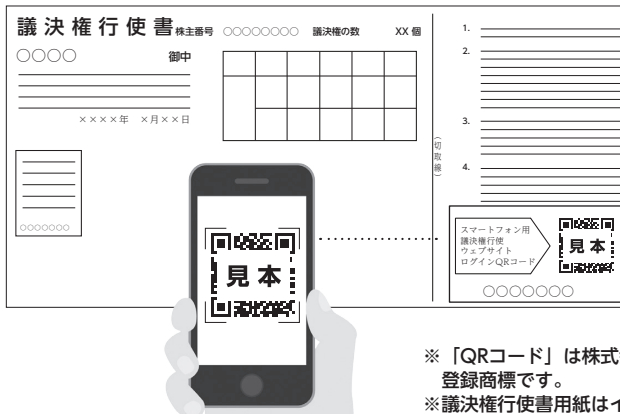 議決権行使書 株主番号 ○○○○○○○○ 議決権の数 XX 個
○○○○ 御中
××××年 ×月××日
○○○○○○○
1.
2.
3.
4.
（切取線）
スマートフォン用
議決権行使
ウェブサイト
ログインQRコード
見本
○○○○○○○
見本
※「QRコード」は株式
登録商標です。
※議決権行使書用紙はイ